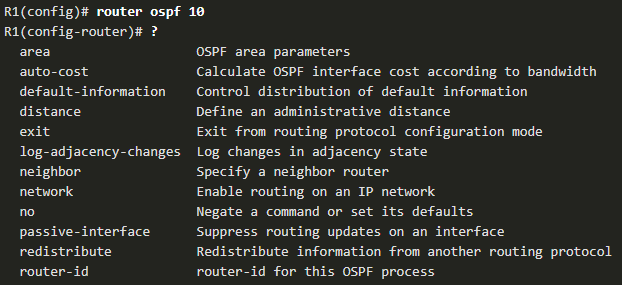 R1(config)# router ospf 10
R1(config-router)# ?
area OSPF area parameters
auto-cost Calculate OSPF interface cost according to bandwidth
default-information Control distribution of default information
distance Define an administrative distance
exit Exit from routing protocol configuration mode
log-adjacency-changes Log changes in adjacency state
neighbor Specify a neighbor router
network Enable routing on an IP network
no Negate a command or set its defaults
passive-interface Suppress routing updates on an interface
redistribute Redistribute information from another routing protocol
router-id router-id for this OSPF process